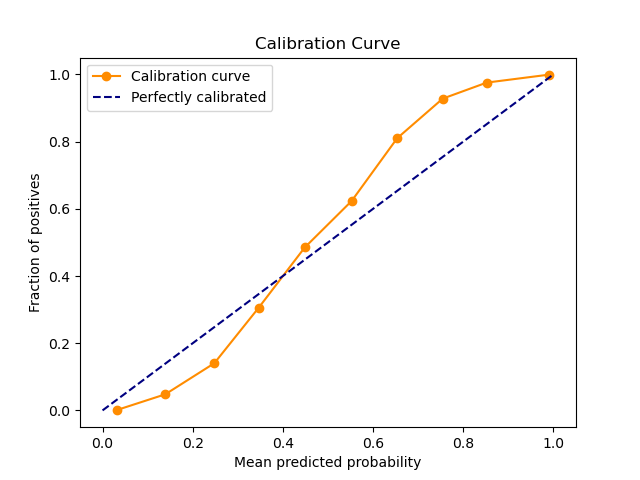 Calibration Curve
Calibration curve
Perfectly calibrated
Fraction of positives
1.0
0.8
0.6
0.4
0.2
0.0
0.0 0.2 0.4 0.6 0.8 1.0
Mean predicted probability